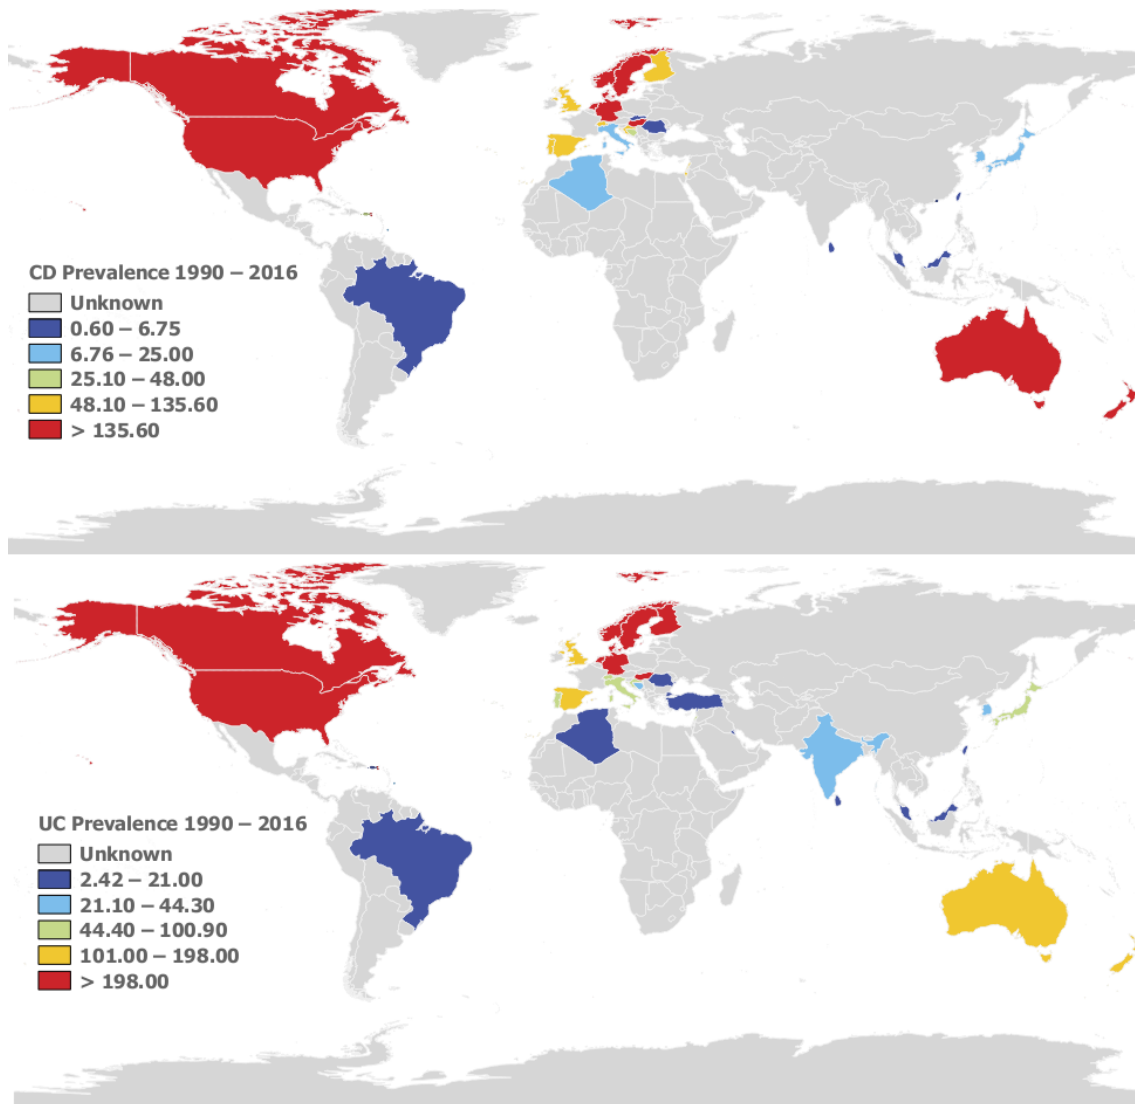 CD Prevalence 1990 – 2016
Unknown
0.60 – 6.75
6.76 – 25.00
25.10 – 48.00
48.10 – 135.60
> 135.60
UC Prevalence 1990 – 2016
Unknown
2.42 – 21.00
21.10 – 44.30
44.40 – 100.90
101.00 – 198.00
> 198.00